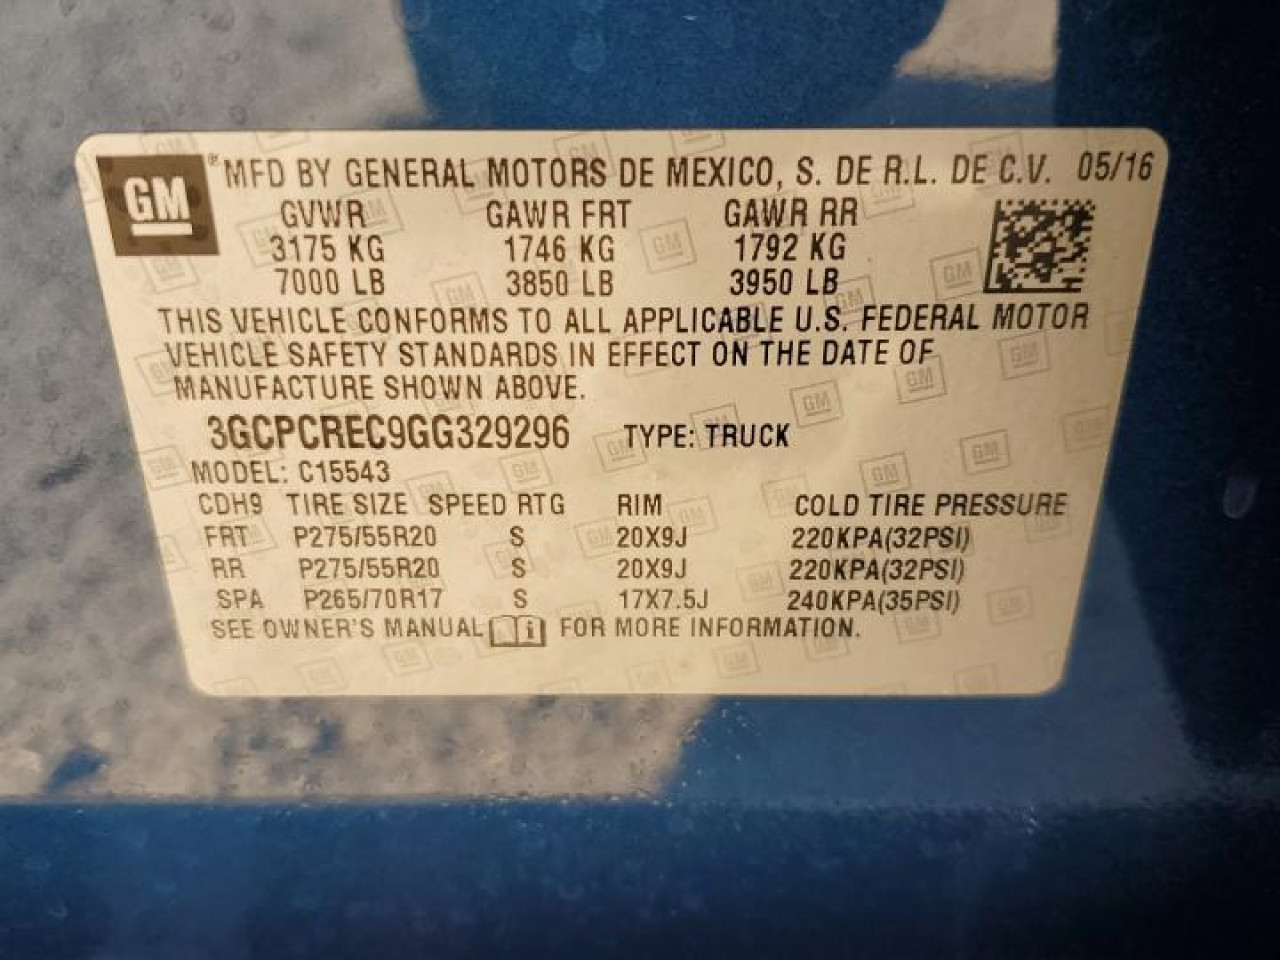 GM ® MFD BY GENERAL MOTORS DE MEXICO, S. DE R.L. DE C.V. 05/16
GVWR GAWR FRT GAWR RR
3175 KG 1746 KG 1792 KG
7000 LB 3850 LB 3950 LB
THIS VEHICLE CONFORMS TO ALL APPLICABLE U.S. FEDERAL MOTOR
VEHICLE SAFETY STANDARDS IN EFFECT ON THE DATE OF
MANUFACTURE SHOWN ABOVE.
3GCPCREC9GG329296 TYPE: TRUCK
MODEL: C15543
CDH9 TIRE SIZE SPEED RTG RIM COLD TIRE PRESSURE
FRT P275/55R20 S 20X9J 220KPA(32PSI)
RR P275/55R20 S 20X9J 220KPA(32PSI)
SPA P265/70R17 S 17X7.5J 240KPA(35PSI)
SEE OWNER'S MANUAL i FOR MORE INFORMATION.